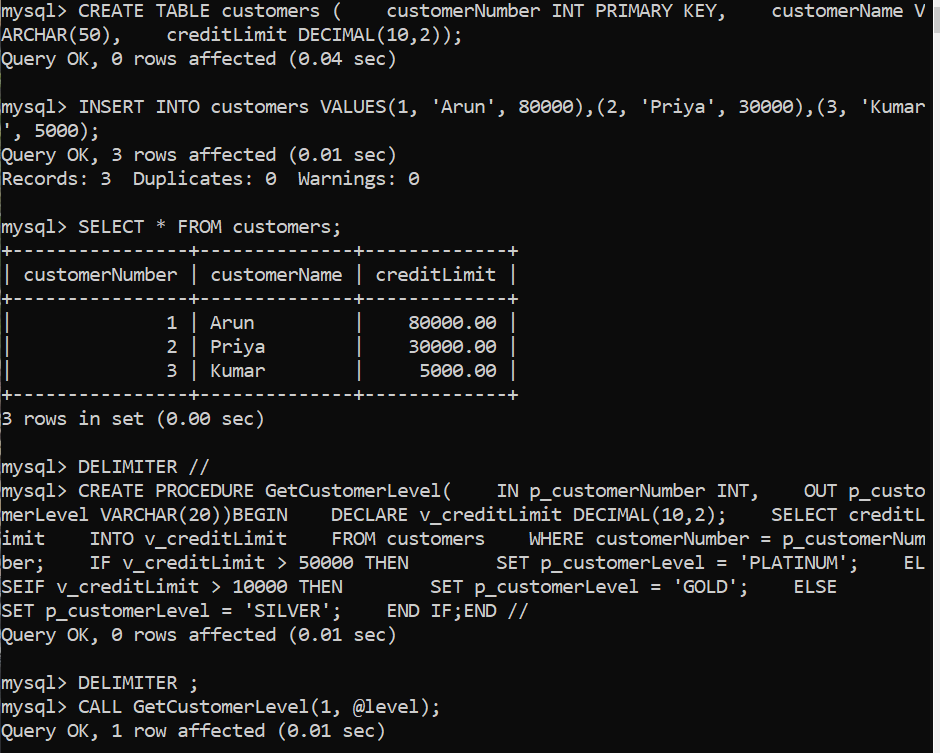 mysql> CREATE TABLE customers (    customerNumber INT PRIMARY KEY,    customerName V
ARCHAR(50),    creditLimit DECIMAL(10,2));
Query OK, 0 rows affected (0.04 sec)

mysql> INSERT INTO customers VALUES(1, 'Arun', 80000),(2, 'Priya', 30000),(3, 'Kumar
', 5000);
Query OK, 3 rows affected (0.01 sec)
Records: 3  Duplicates: 0  Warnings: 0

mysql> SELECT * FROM customers;
+----------------+--------------+-------------+
| customerNumber | customerName | creditLimit |
+----------------+--------------+-------------+
|              1 | Arun         |    80000.00 |
|              2 | Priya        |    30000.00 |
|              3 | Kumar        |     5000.00 |
+----------------+--------------+-------------+
3 rows in set (0.00 sec)

mysql> DELIMITER //
mysql> CREATE PROCEDURE GetCustomerLevel(    IN p_customerNumber INT,    OUT p_custo
merLevel VARCHAR(20))BEGIN    DECLARE v_creditLimit DECIMAL(10,2);    SELECT creditL
imit    INTO v_creditLimit    FROM customers    WHERE customerNumber = p_customerNum
ber;    IF v_creditLimit > 50000 THEN        SET p_customerLevel = 'PLATINUM';    EL
SEIF v_creditLimit > 10000 THEN        SET p_customerLevel = 'GOLD';    ELSE
SET p_customerLevel = 'SILVER';    END IF;END //
Query OK, 0 rows affected (0.01 sec)

mysql> DELIMITER ;
mysql> CALL GetCustomerLevel(1, @level);
Query OK, 1 row affected (0.01 sec)